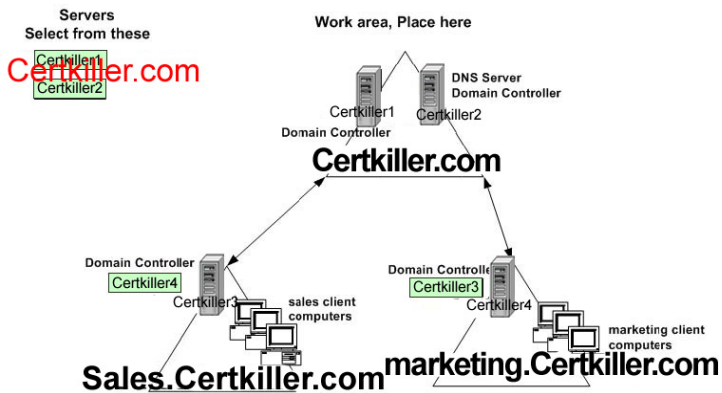 Servers
Select from these
Certkiller1
Certkiller.com
Certkiller2
Work area, Place here
Certkiller1
Domain Controller
DNS Server
Domain Controller
Certkiller2
Certkiller.com
Domain Controller
Certkiller4
Certkiller3
sales client
computers
Sales.Certkiller.com
Domain Controlle
Certkiller3
Certkiller4
marketing client
computers
marketing.Certkiller.com